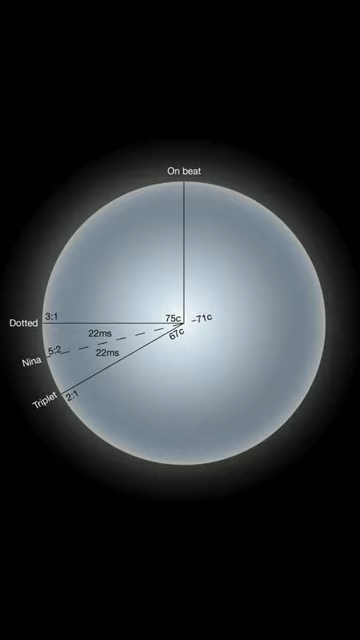 On beat
3:1
75c
Dotted
–71c
22ms
67c
5:2
22ms
Nina
Triplet
2:1